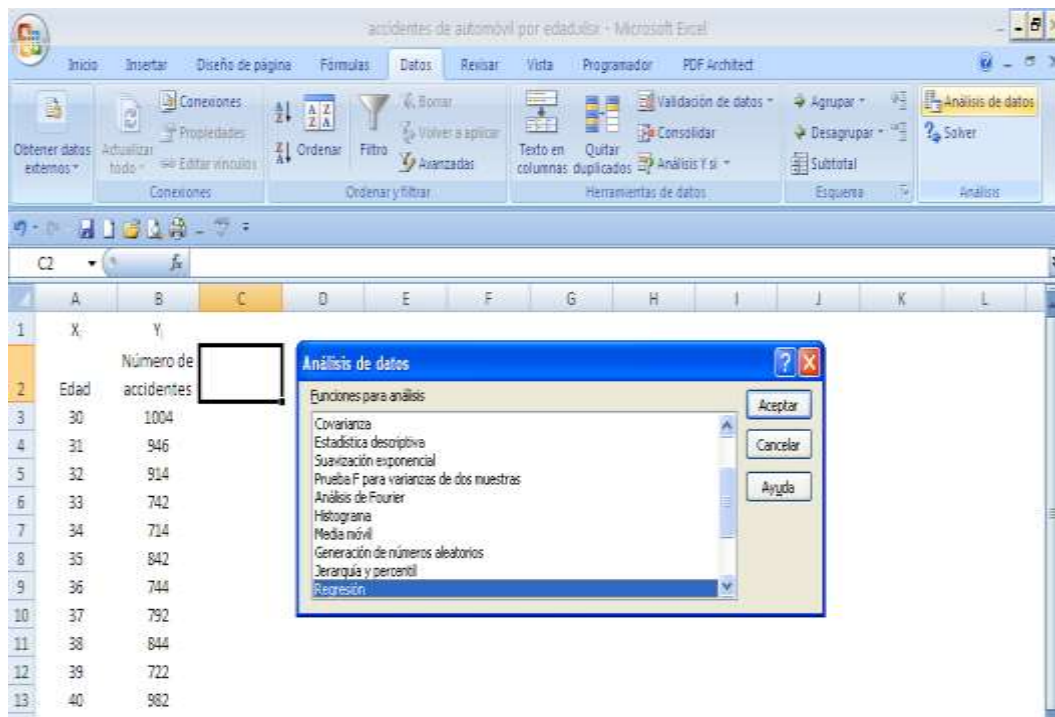 accidentes de automóvil por edad.xlsx - Microsoft Excel
Inicio Insertar Diseño de página Fórmulas Datos Revisar Vista Programador PDF Architect
Obtener datos externos
Actualizar todo
Conexiones
Propiedades
Editar vínculos
Conexiones
Ordenar
Filtro
Borrar
Volver a aplicar
Avanzadas
Ordenar y filtrar
Texto en columnas
Quitar duplicados
Validación de datos
Consolidar
Análisis Y si
Herramientas de datos
Agrupar
Desagrupar
Subtotal
Esquema
Análisis de datos
Solver
Análisis
C2 fx
A B C D E F G H I J K L
1 X Y
2 Edad Número de accidentes
3 30 1004
4 31 946
5 32 914
6 33 742
7 34 714
8 35 842
9 36 744
10 37 792
11 38 844
12 39 722
13 40 982
Análisis de datos
Funciones para análisis
Covarianza
Estadística descriptiva
Suavización exponencial
Prueba F para varianzas de dos muestras
Análisis de Fourier
Histograma
Media móvil
Generación de números aleatorios
Jerarquía y percentil
Regresión
Aceptar
Cancelar
Ayuda